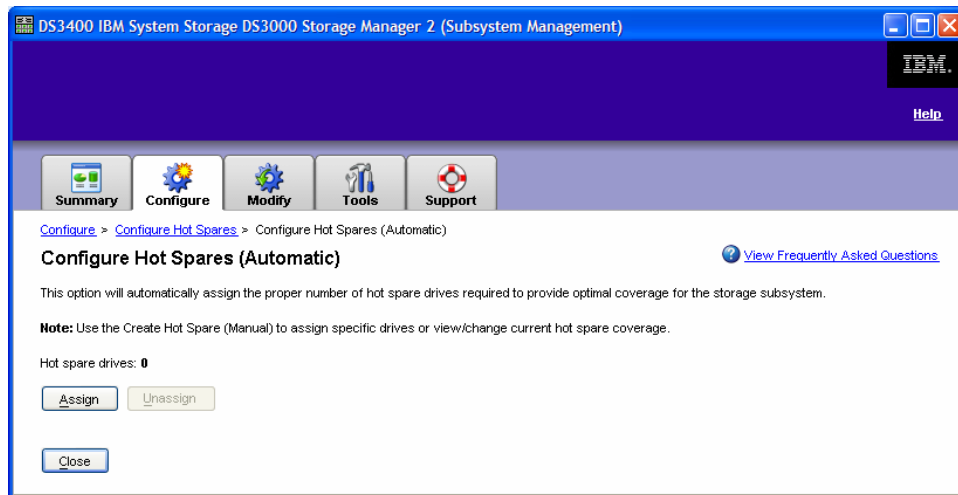 DS3400 IBM System Storage DS3000 Storage Manager 2 (Subsystem Management)
IBM.
Help
Summary Configure Modify Tools Support
Configure > Configure Hot Spares > Configure Hot Spares (Automatic)
Configure Hot Spares (Automatic)
View Frequently Asked Questions
This option will automatically assign the proper number of hot spare drives required to provide optimal coverage for the storage subsystem.
Note: Use the Create Hot Spare (Manual) to assign specific drives or view/change current hot spare coverage.
Hot spare drives: 0
Assign Unassign
Close